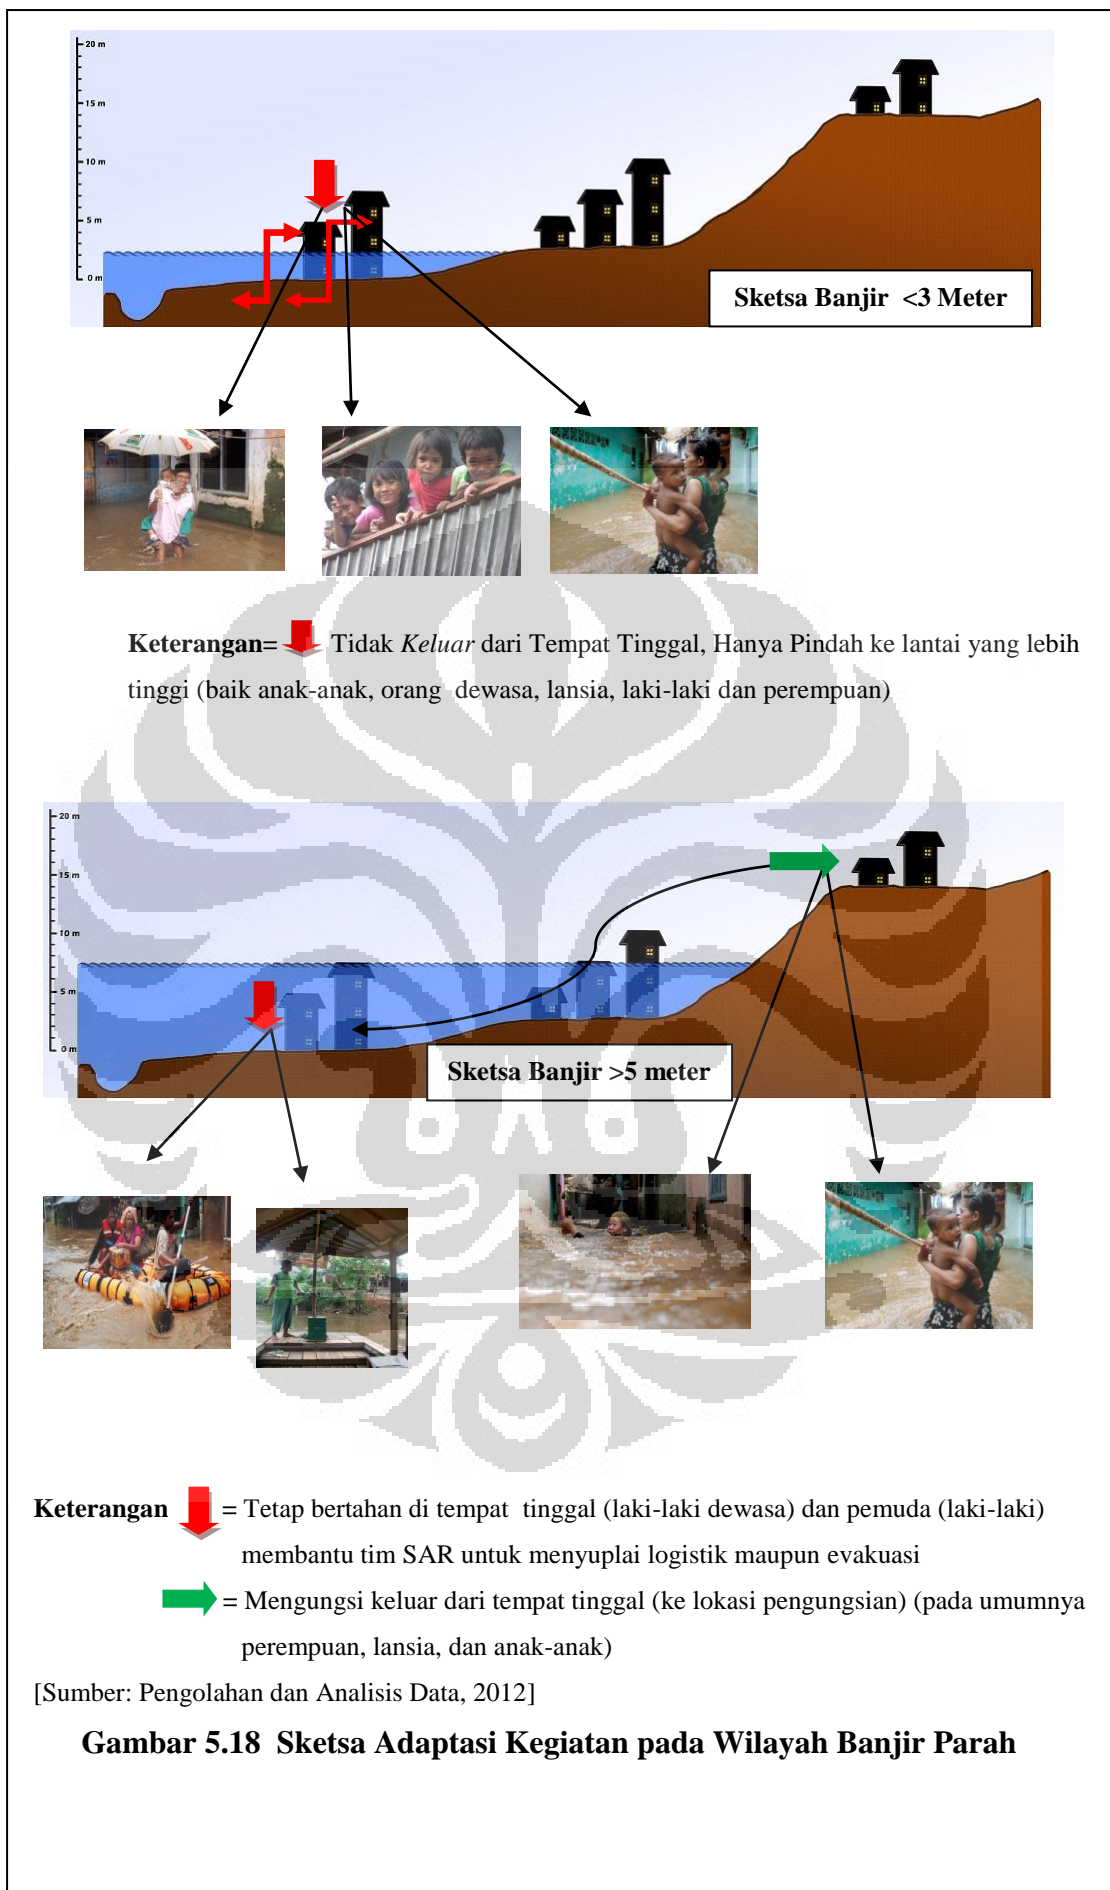 20 m
15 m
10 m
5 m
0 m
Sketsa Banjir <3 Meter
Keterangan= Tidak Keluar dari Tempat Tinggal, Hanya Pindah ke lantai yang lebih
tinggi (baik anak-anak, orang dewasa, lansia, laki-laki dan perempuan)
20 m
15 m
10 m
5 m
0 m
Sketsa Banjir >5 meter
Keterangan = Tetap bertahan di tempat tinggal (laki-laki dewasa) dan pemuda (laki-laki)
membantu tim SAR untuk menyuplai logistik maupun evakuasi
= Mengungsi keluar dari tempat tinggal (ke lokasi pengungsian) (pada umumnya
perempuan, lansia, dan anak-anak)
[Sumber: Pengolahan dan Analisis Data, 2012]
Gambar 5.18 Sketsa Adaptasi Kegiatan pada Wilayah Banjir Parah